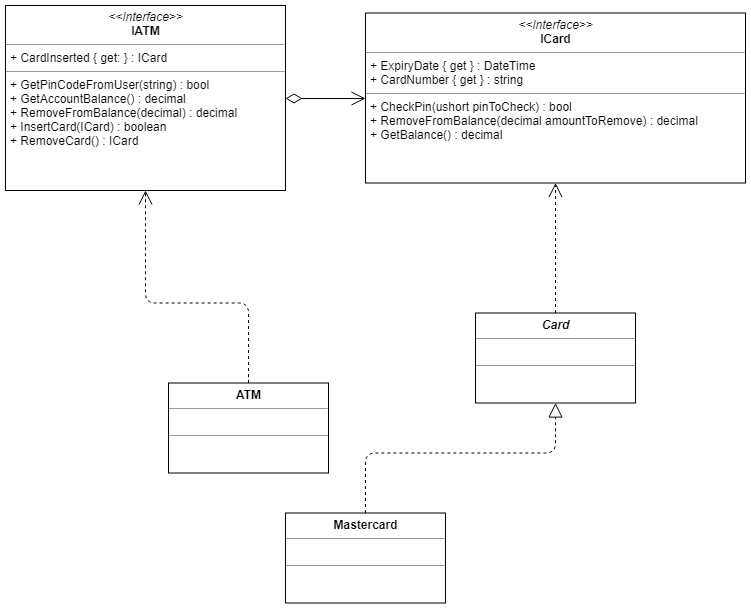 <<Interface>>
IATM
+ CardInserted { get: } : ICard
+ GetPinCodeFromUser(string) : bool
+ GetAccountBalance() : decimal
+ RemoveFromBalance(decimal) : decimal
+ InsertCard(ICard) : boolean
+ RemoveCard() : ICard
<<Interface>>
ICard
+ ExpiryDate { get } : DateTime
+ CardNumber { get } : string
+ CheckPin(ushort pinToCheck) : bool
+ RemoveFromBalance(decimal amountToRemove) : decimal
+ GetBalance() : decimal
Card
ATM
Mastercard